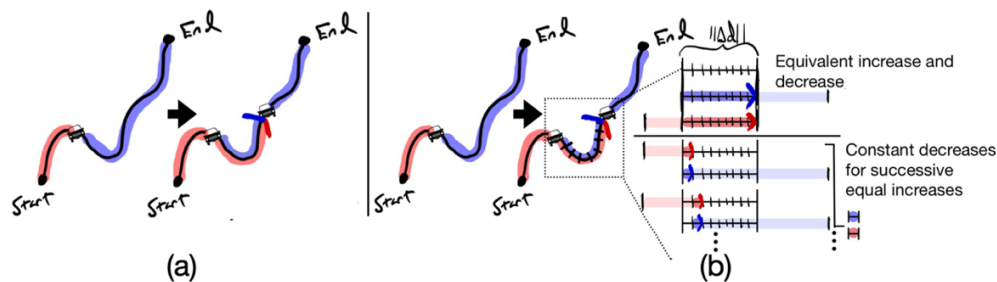 End
End
Start
Start
(a)
End
End
Start
Start
||Δd||
Equivalent increase and
decrease
Constant decreases
for successive
equal increases
(b)